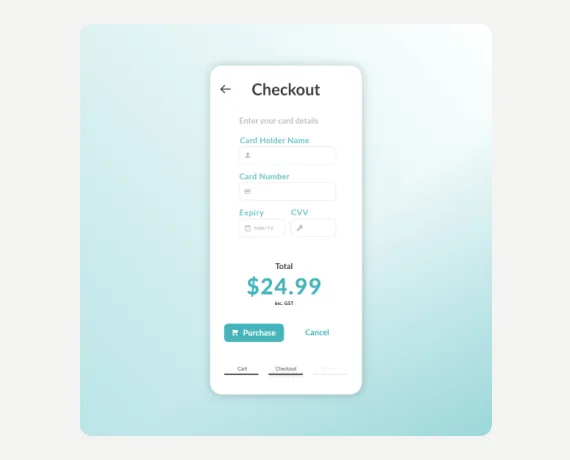 Checkout
Enter your card details
Card Holder Name
Card Number
Expiry CVV
MM/YY
Total
$24.99
inc. GST
Purchase Cancel
Cart Checkout